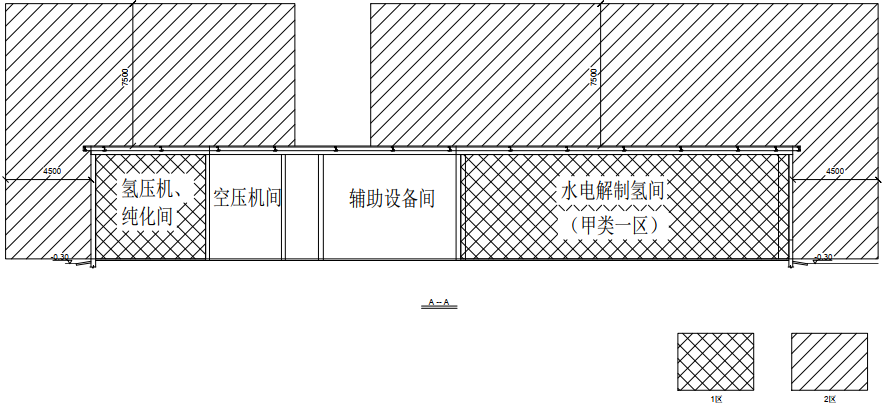 7500
7500
4500
4500
氢压机、
纯化间
空压机间
辅助设备间
水电解制氢间
（甲类一区）
-0.30
-0.30
A--A
1区
2区